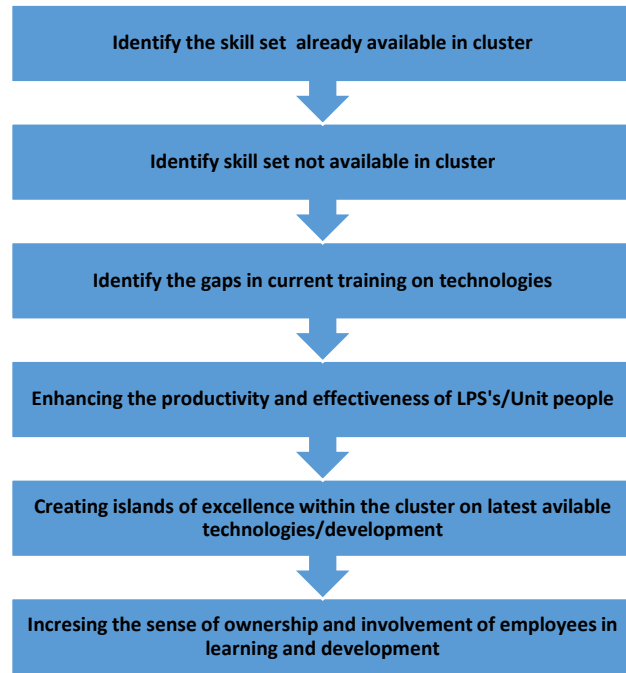 Identify the skill set already available in cluster
Identify skill set not available in cluster
Identify the gaps in current training on technologies
Enhancing the productivity and effectiveness of LPS's/Unit people
Creating islands of excellence within the cluster on latest avilable
technologies/development
Incresing the sense of ownership and involvement of employees in
learning and development